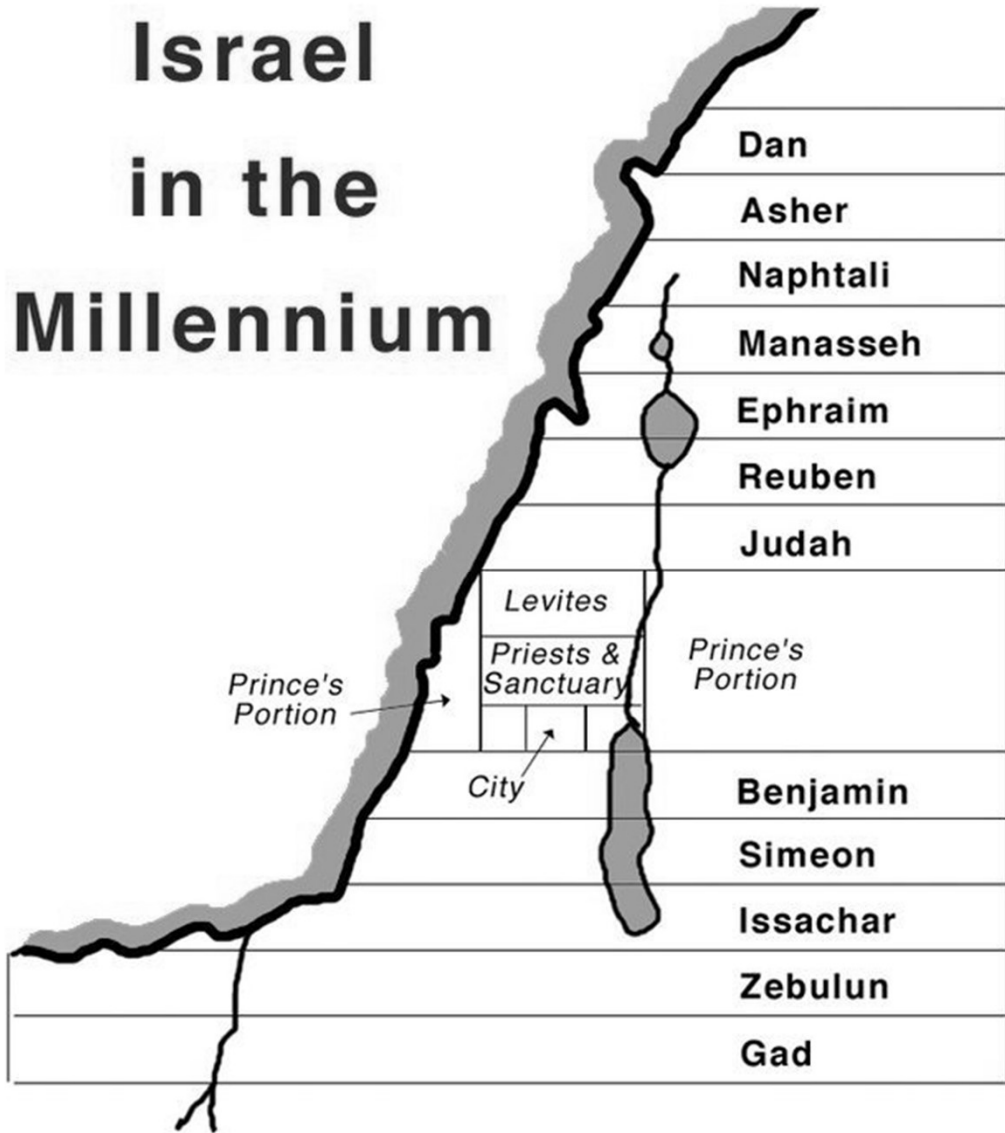 Israel
in the
Millennium
Dan
Asher
Naphtali
Manasseh
Ephraim
Reuben
Judah
Levites
Priests &
Sanctuary
Prince's
Portion
Prince's
Portion
City
Benjamin
Simeon
Issachar
Zebulun
Gad